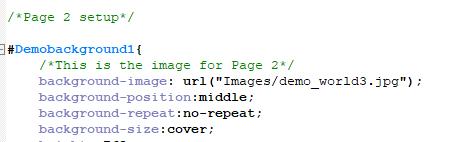 /*Page 2 setup*/
#Demobackground1{
/*This is the image for Page 2*/
background-image: url("Images/demo_world3.jpg");
background-position:middle;
background-repeat:no-repeat;
background-size:cover;